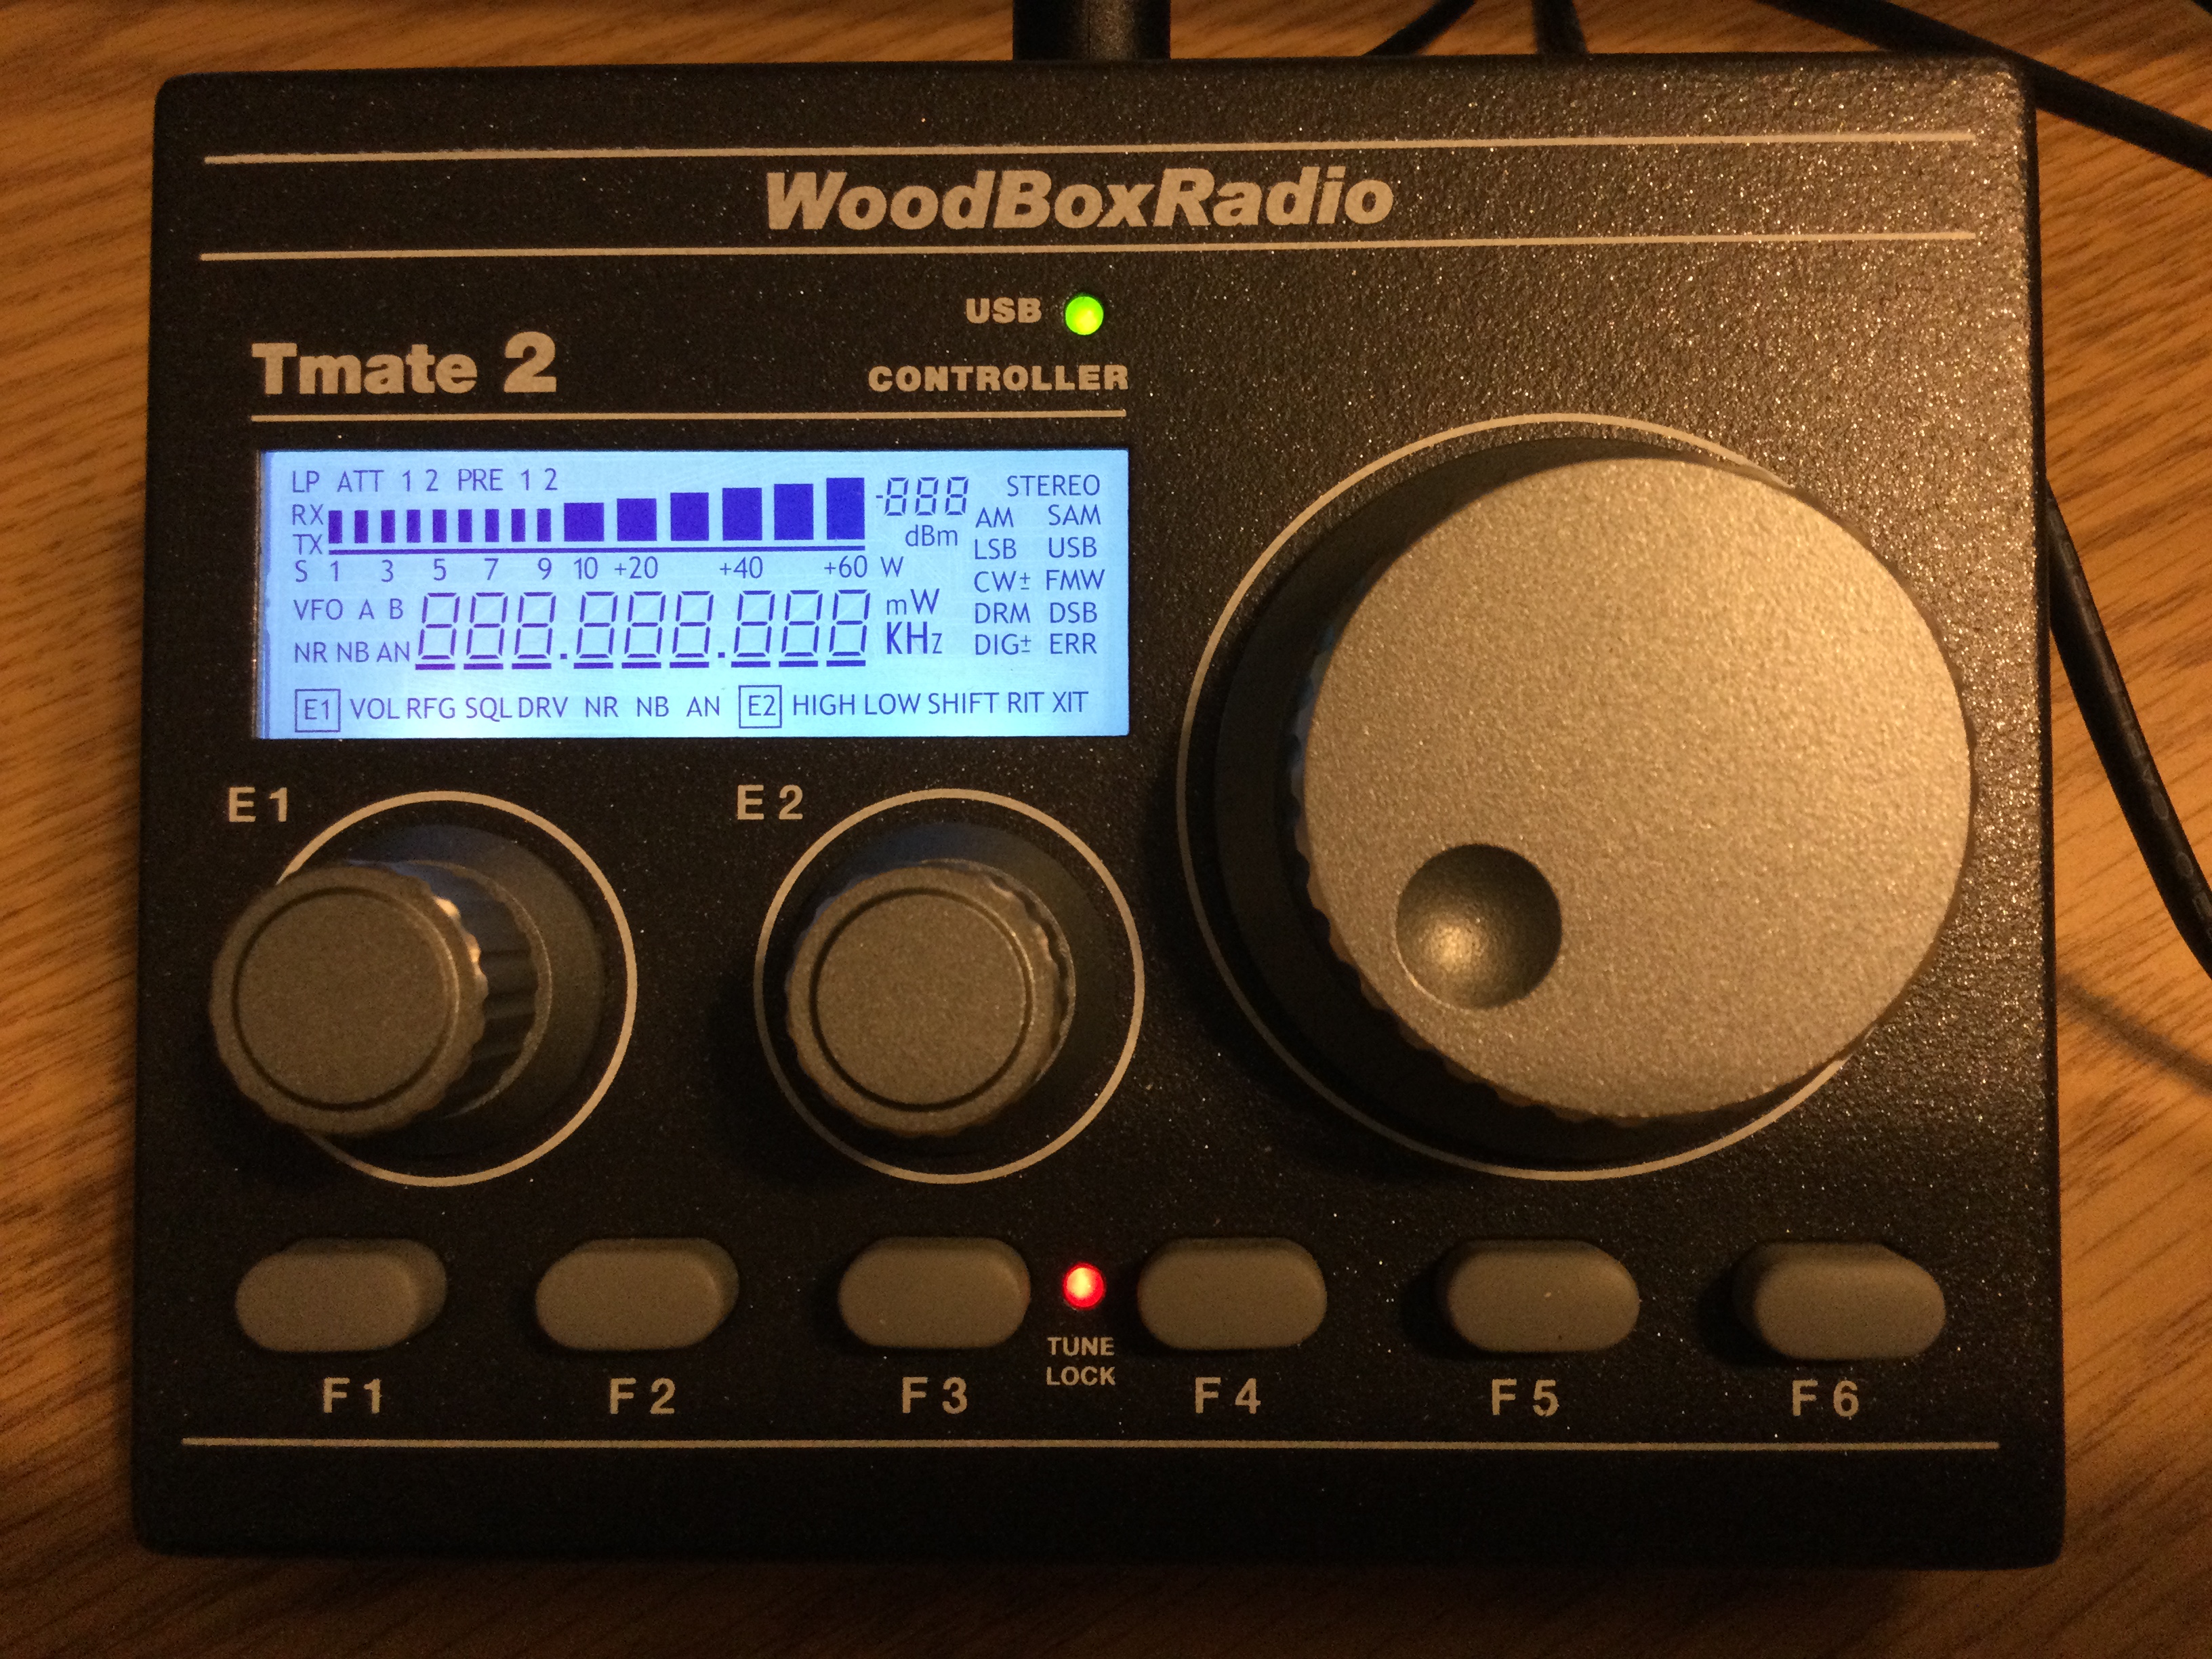 WoodBoxRadio
USB
Tmate 2
CONTROLLER
LP ATT 1 2 PRE 1 2
-888
STEREO
RX
AM SAM
TX
dBm
LSB USB
S 1 3 5 7 9 10 +20 +40 +60 W
CW± FMW
VFO A B
888.888.888
mW
DRM DSB
NR NB AN
KHz
DIG± ERR
E1 VOL RFG SQL DRV NR NB AN E2 HIGH LOW SHIFT RIT XIT
E1
E2
TUNE
LOCK
F1 F2 F3 F4 F5 F6